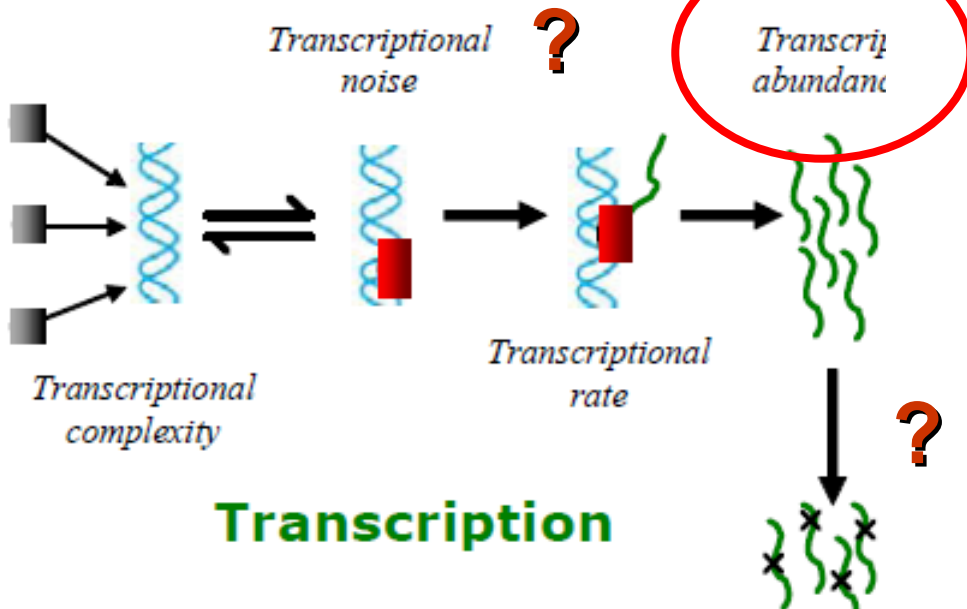 Transcriptional
noise
?
Transcrip
abundanc
Transcriptional
rate
Transcriptional
complexity
?
Transcription